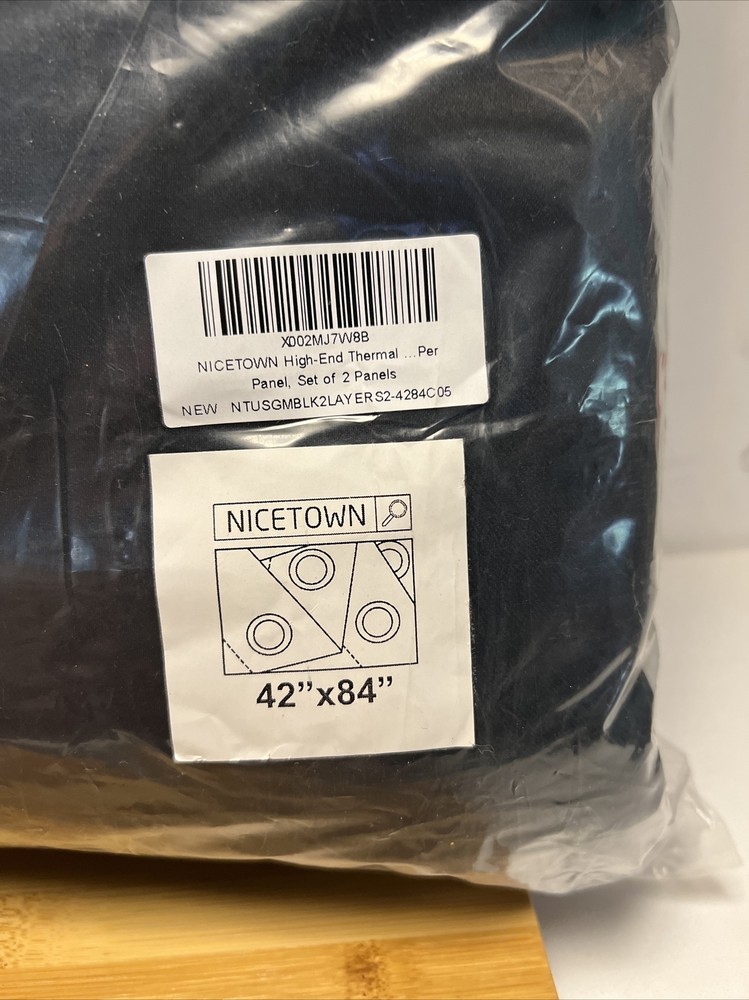 X002MJ7W8B
NICETOWN High-End Thermal ...Per
Panel, Set of 2 Panels
NEW NTUSGMBLK2LAYERS2-4284C05
NICETOWN
42”x84”